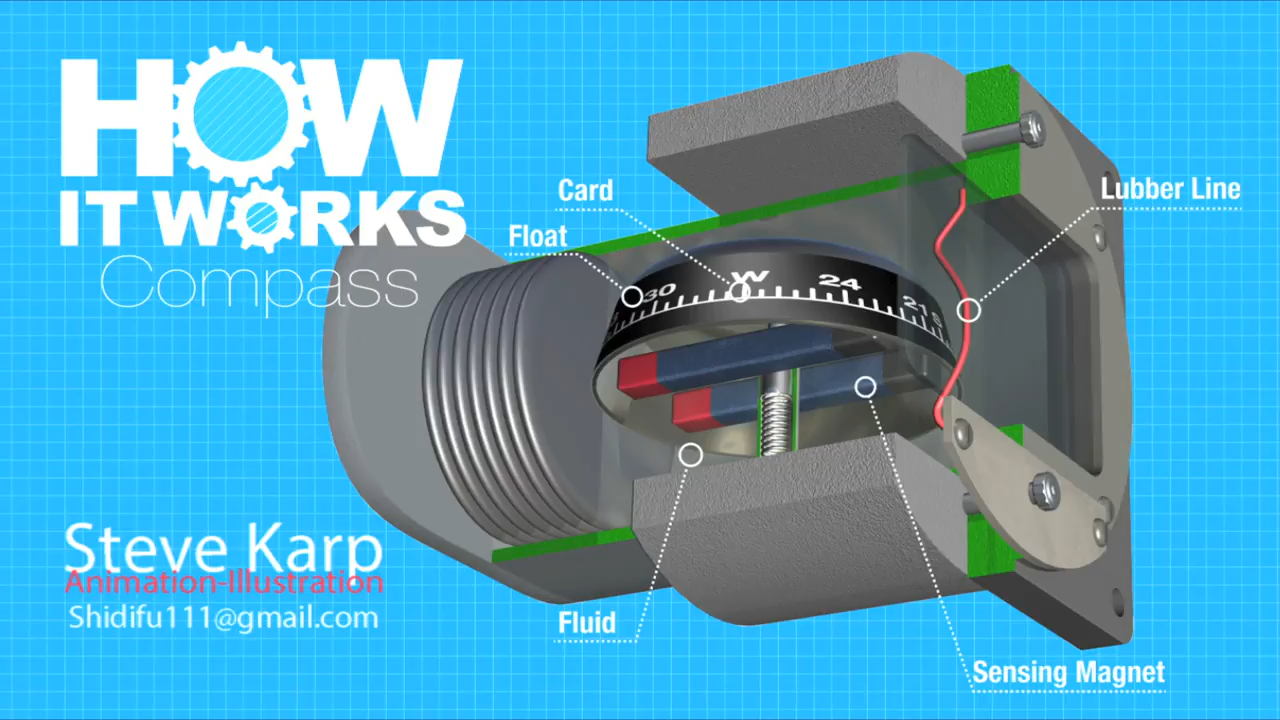 HOW
IT WORKS
Compass
Card
Float
Lubber Line
30
W
24
21
S
Steve Karp
Animation-Illustration
Shidifu111@gmail.com
Fluid
Sensing Magnet